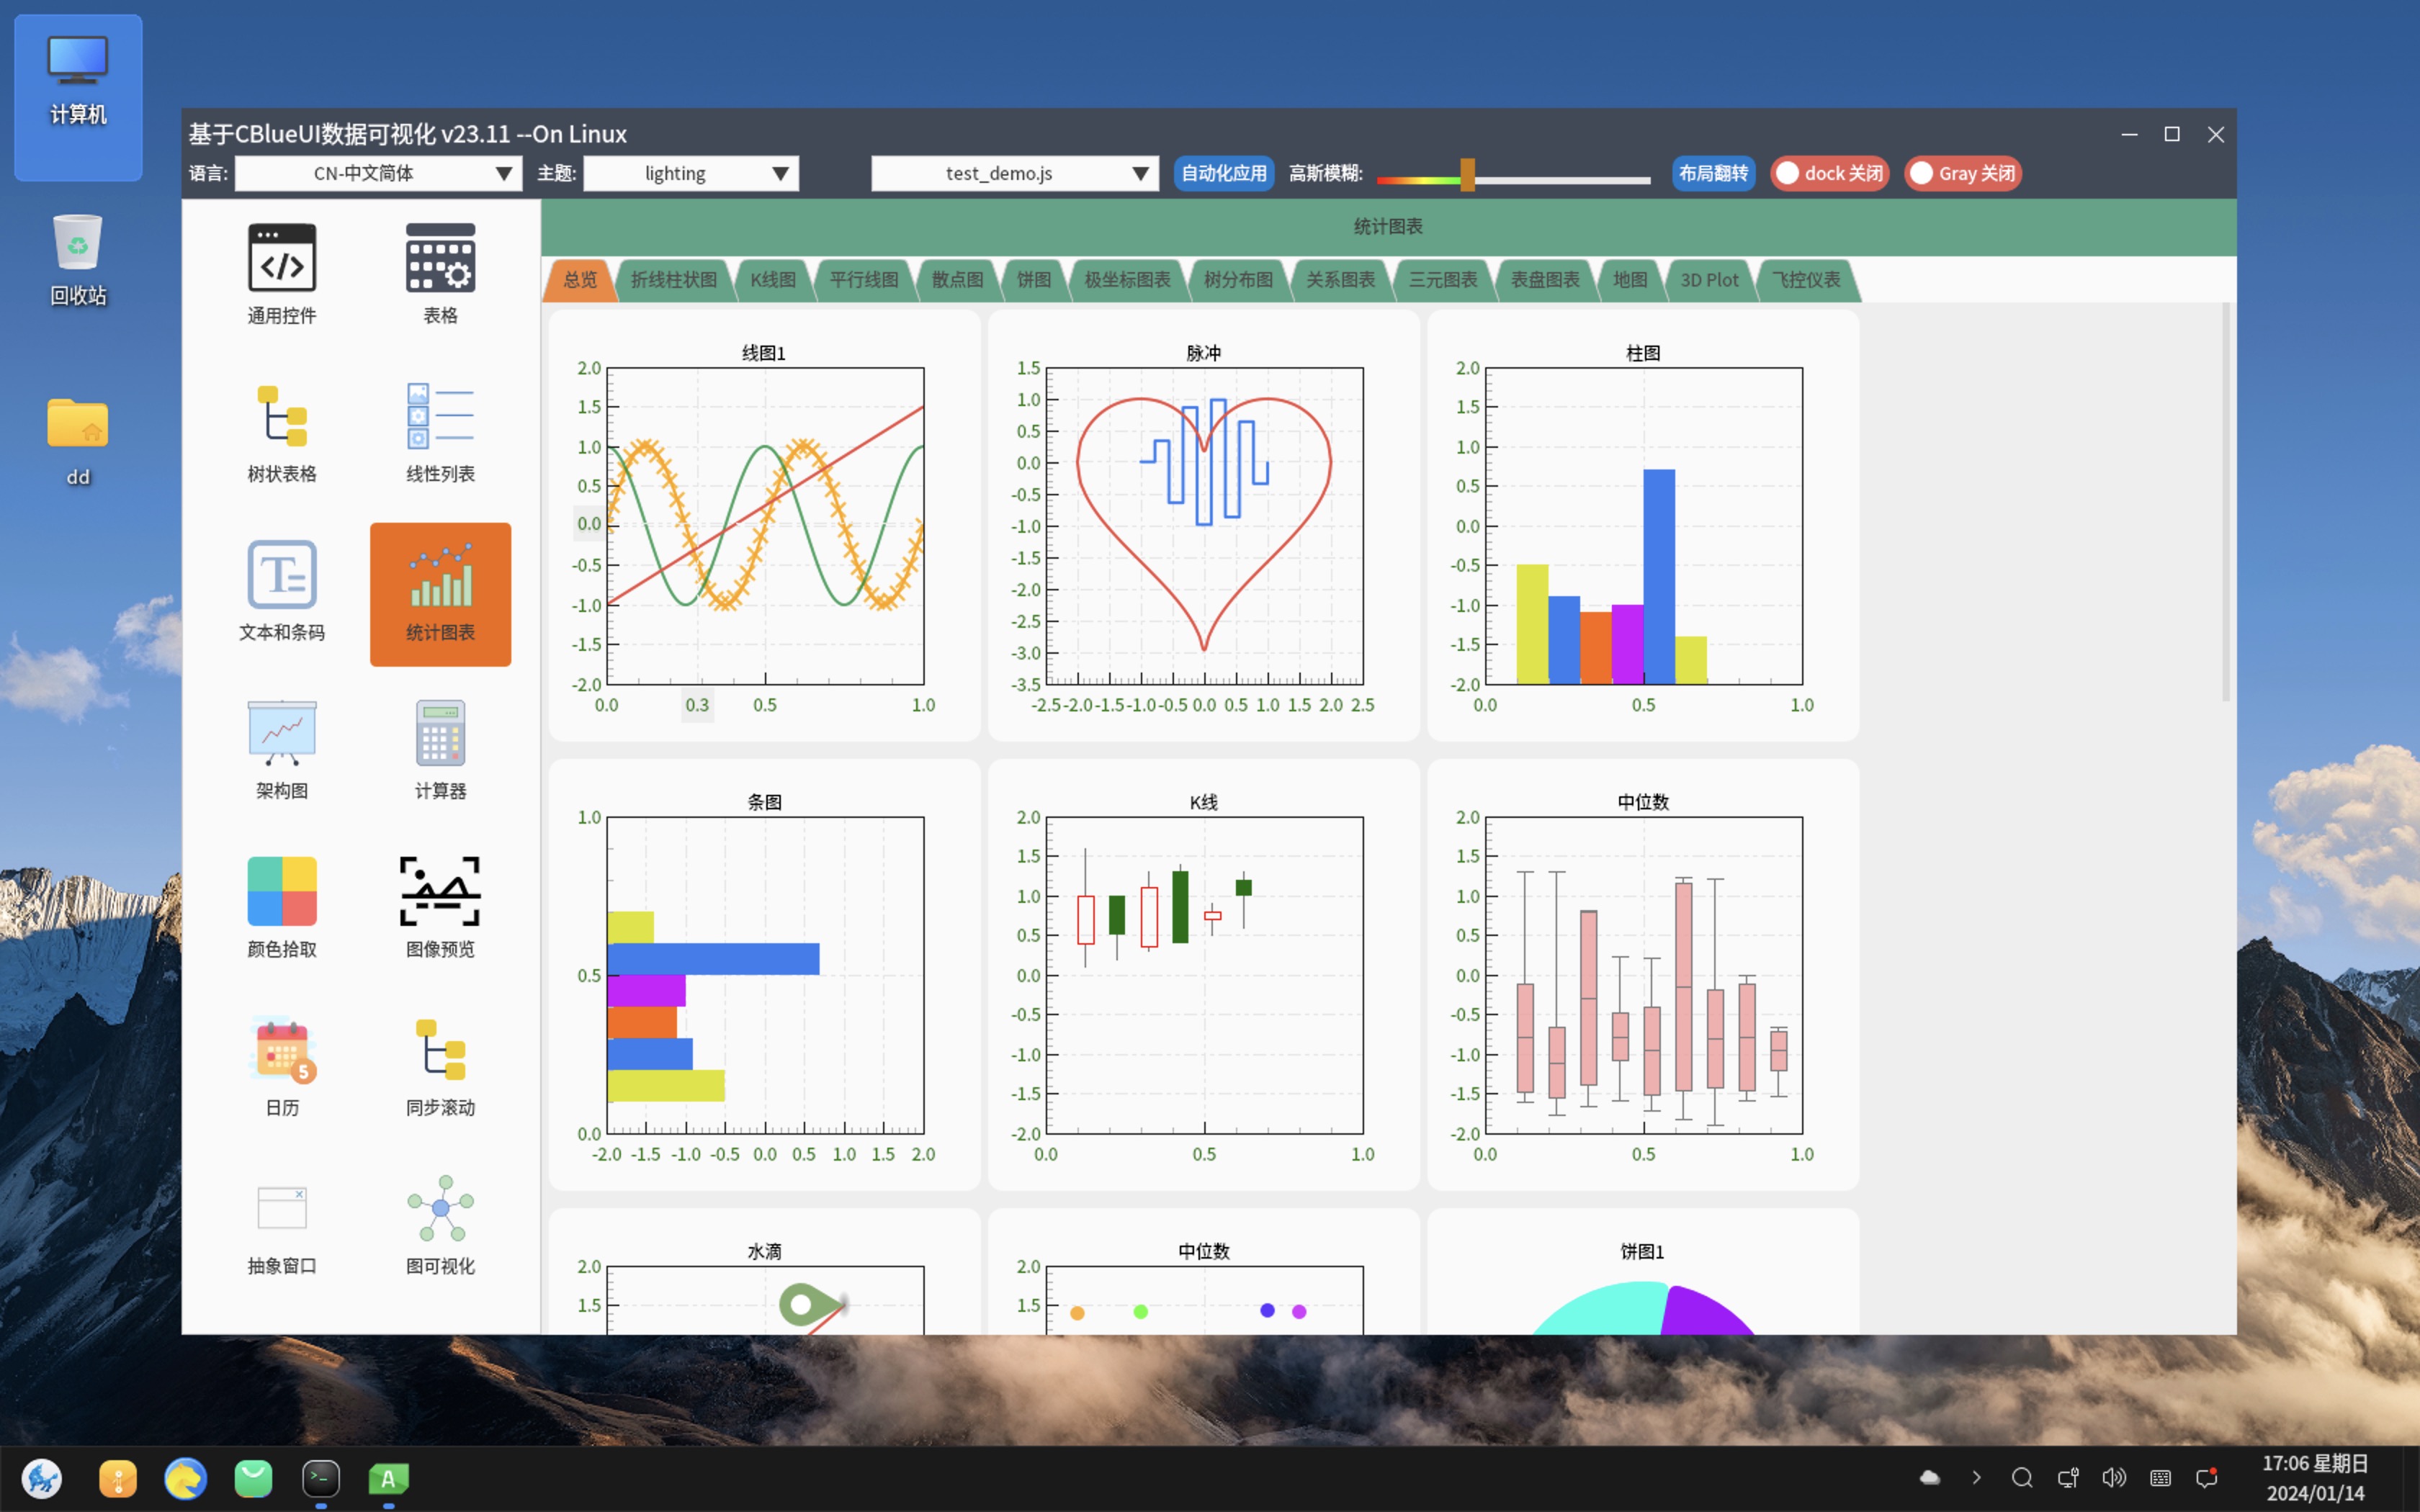 计算机
回收站
dd
基于CBlueUI数据可视化 v23.11 --On Linux
语言: CN-中文简体 主题: lighting test_demo.js 自动化应用 高斯模糊: 布局翻转 dock 关闭 Gray 关闭
通用控件 表格
树状表格 线性列表
文本和条码 统计图表
架构图 计算器
颜色拾取 图像预览
日历 同步滚动
5
抽象窗口 图可视化
统计图表
总览 折线柱状图 K线图 平行线图 散点图 饼图 极坐标图表 树分布图 关系图表 三元图表 表盘图表 地图 3D Plot 飞控仪表
线图1
2.0
1.5
1.0
0.5
0.0
-0.5
-1.0
-1.5
-2.0
0.0 0.3 0.5 1.0
脉冲
1.5
1.0
0.5
0.0
-0.5
-1.0
-1.5
-2.0
-2.5
-3.0
-3.5
-2.5 -2.0 -1.5 -1.0 -0.5 0.0 0.5 1.0 1.5 2.0 2.5
柱图
2.0
1.5
1.0
0.5
0.0
-0.5
-1.0
-1.5
-2.0
0.0 0.5 1.0
条图
1.0
0.5
0.0
-2.0 -1.5 -1.0 -0.5 0.0 0.5 1.0 1.5 2.0
K线
2.0
1.5
1.0
0.5
0.0
-0.5
-1.0
-1.5
-2.0
0.0 0.5 1.0
中位数
2.0
1.5
1.0
0.5
0.0
-0.5
-1.0
-1.5
-2.0
0.0 0.5 1.0
水滴
2.0
1.5
中位数
2.0
1.5
饼图1
A
17:06 星期日
2024/01/14